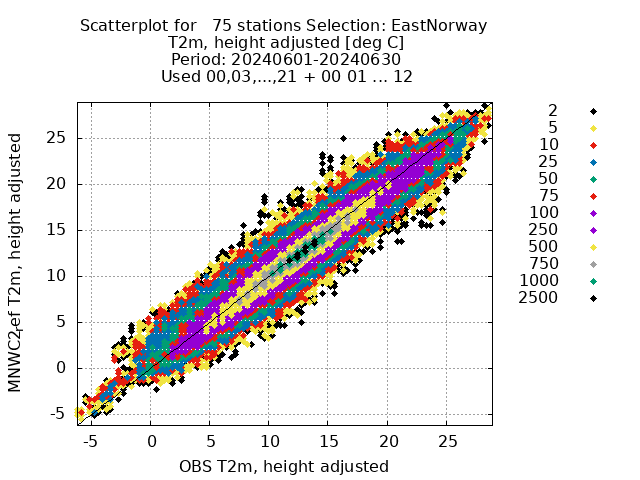 Scatterplot for 75 stations Selection: EastNorway
T2m, height adjusted [deg C]
Period: 20240601-20240630
Used 00,03,...,21 + 00 01 ... 12
MNWC2ref T2m, height adjusted
25
20
15
10
5
0
-5
-5 0 5 10 15 20 25
OBS T2m, height adjusted
2
5
10
25
50
75
100
250
500
750
1000
2500